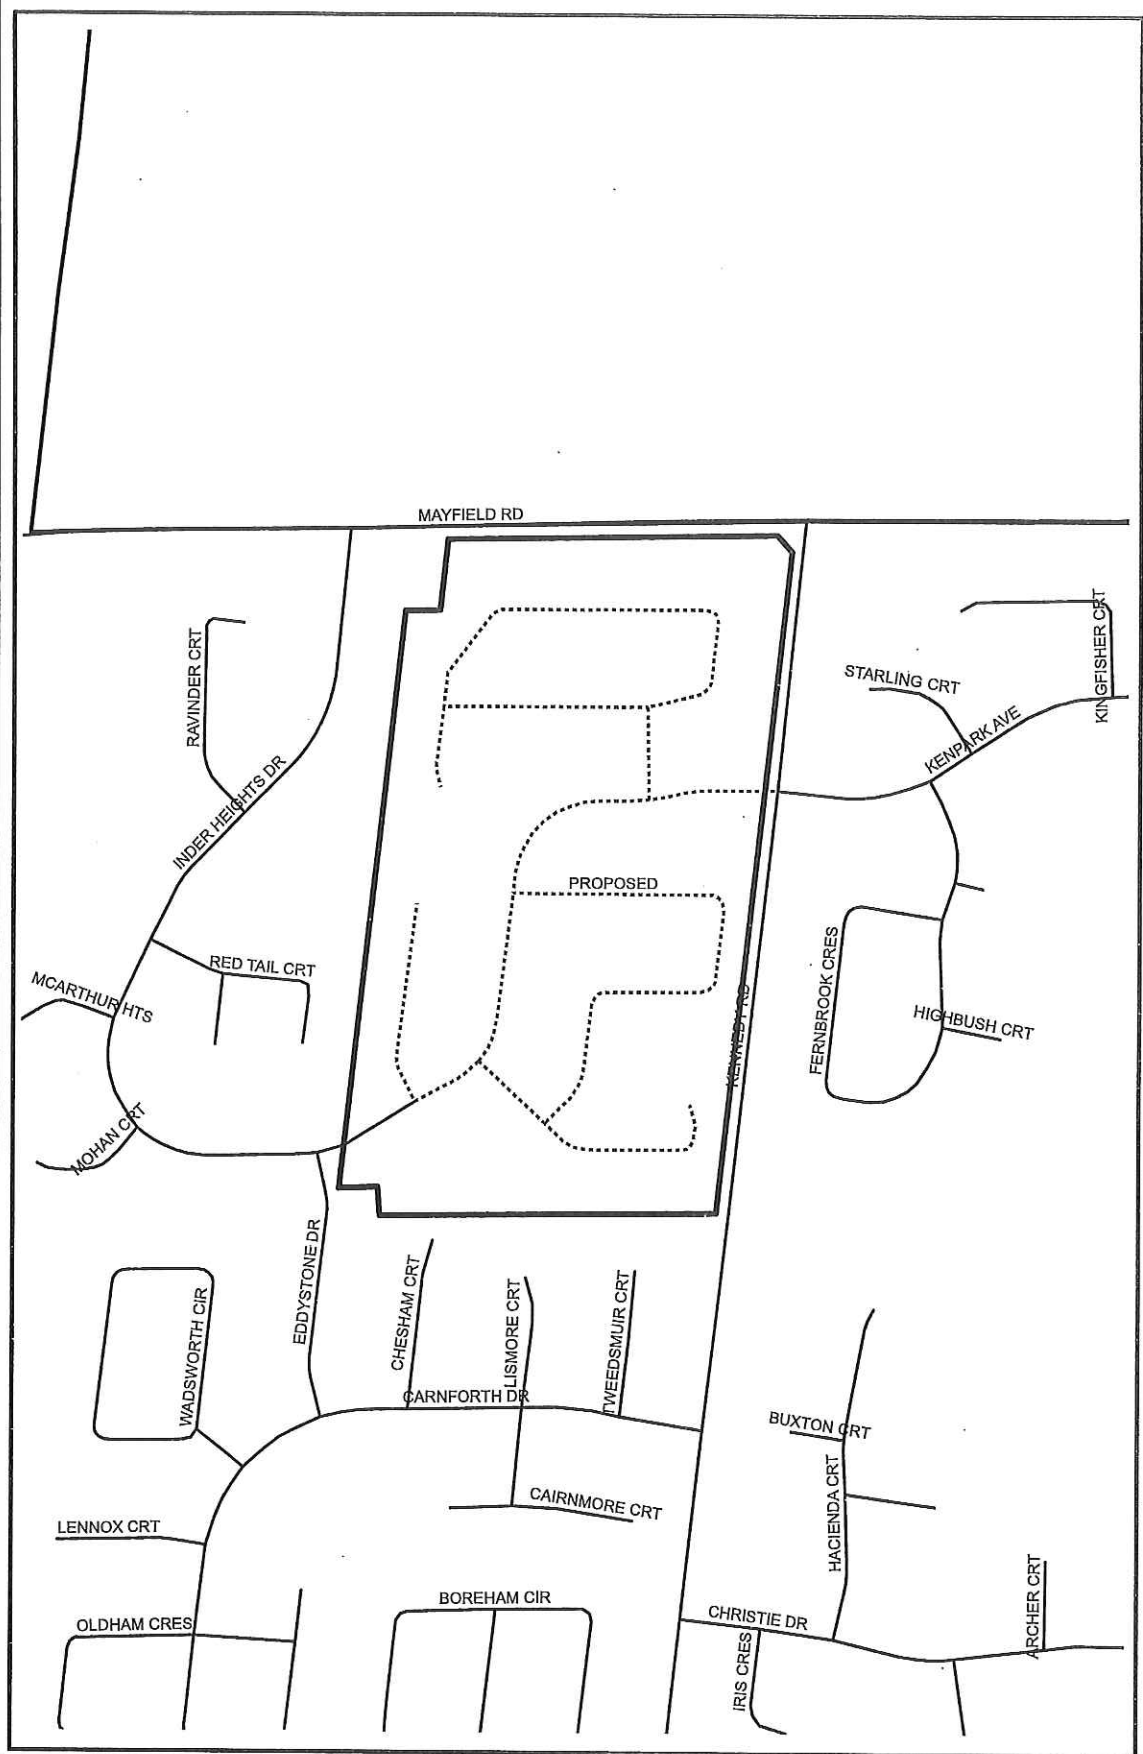 MAYFIELD RD
KINGFISHER CRT
RAVINDER CRT
STARLING CRT
KENPARK AVE
INDER HEIGHTS DR
PROPOSED
RED TAIL CRT
FERNBROOK CRES
MCARTHUR HTS
KENNEDY RD
HIGHBUSH CRT
MOHAN CRT
EDDYSTONE DR
CHESHAM CRT
LISMORE CRT
TWEEDSMUIR CRT
WADSWORTH CIR
CARNFORTH DR
BUXTON CRT
HACIENDA CRT
CAIRNMORE CRT
LENNOX CRT
ARCHER CRT
BOREHAM CIR
CHRISTIE DR
OLDHAM CRES
IRIS CRES